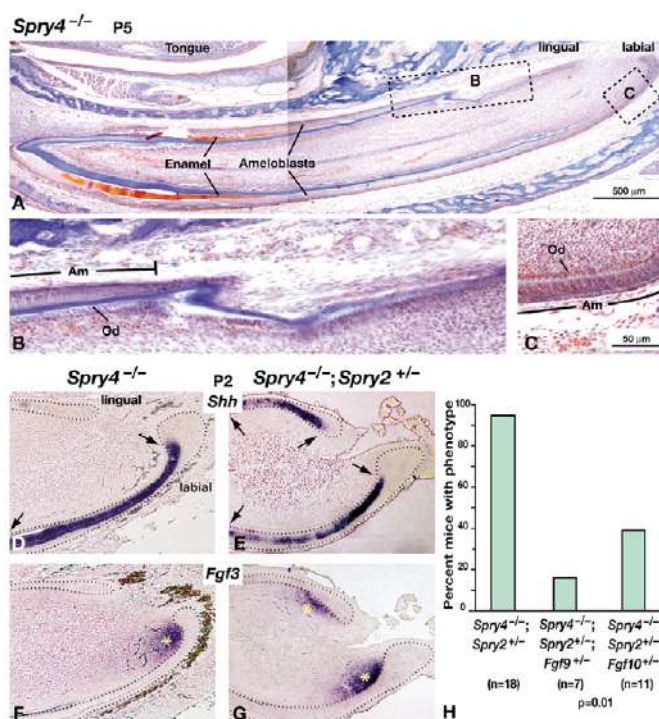 Spry4⁻/⁻ P5
Tongue
lingual
labial
B
C
Enamel
Ameloblasts
500 µm
A
Am
Od
B
Od
Am
50 µm
C
Spry4⁻/⁻
P2
Spry4⁻/⁻; Spry2⁺/⁻
Shh
lingual
labial
D
E
Fgf3
*
*
*
F
G
Percent mice with phenotype
100
80
60
40
20
0
Spry4⁻/⁻; Spry2⁺/⁻
Spry4⁻/⁻; Spry2⁺/⁻; Fgf9⁺/⁻
Spry4⁻/⁻ Spry2⁺/⁻ Fgf10⁺/⁻
(n=18)
(n=7)
(n=11)
p=0.01
H